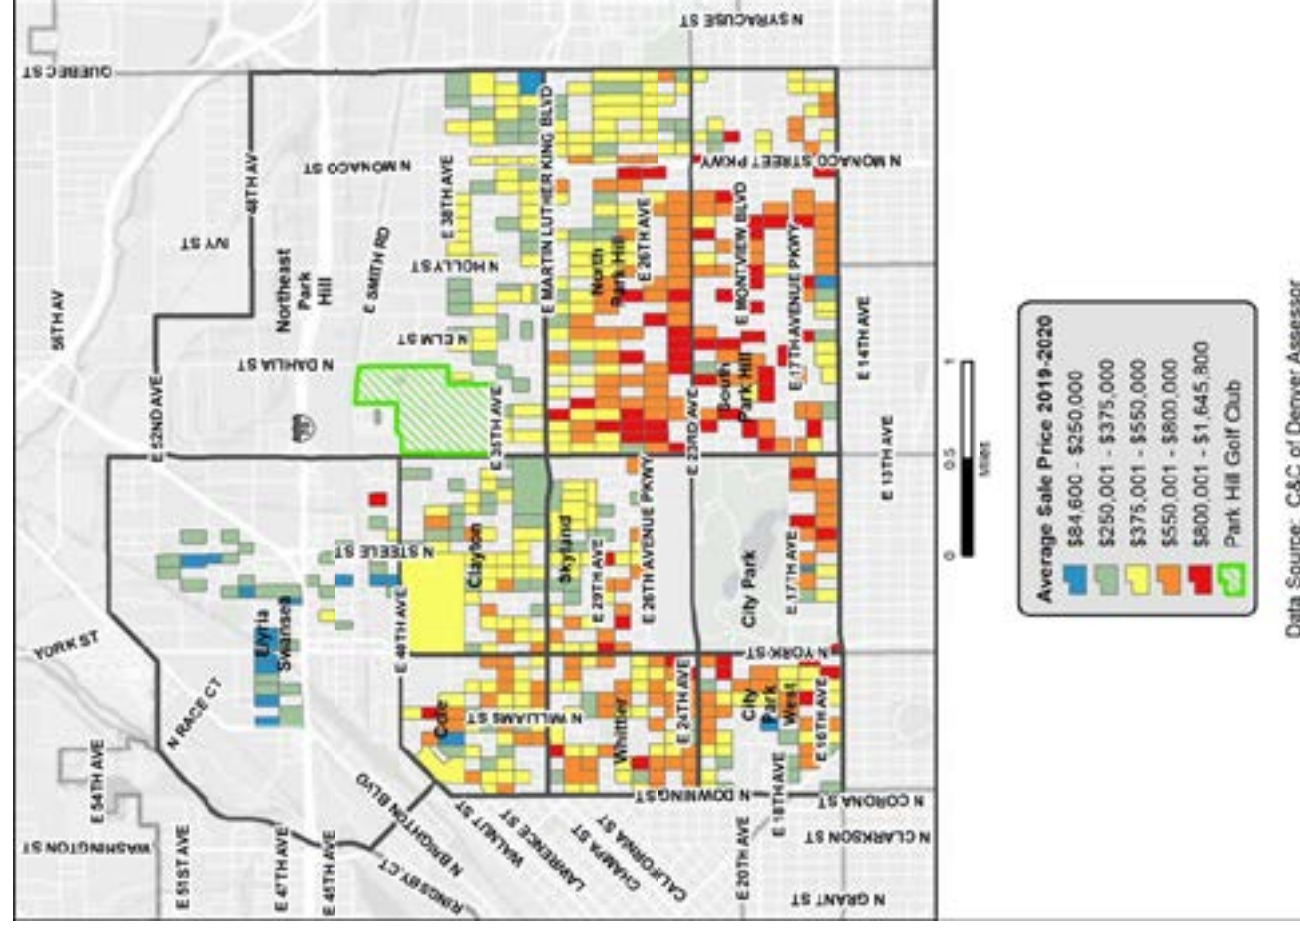 WASHINGTON ST
E 54TH AVE
YORK ST
56TH AV
QUEBEC ST
E 51ST AVE
N RACE CT
E 52ND AVE
IVY ST
48TH AV
E 47TH AVE
Elyria
Swansea
N DAHLIA ST
Northeast
Park
Hill
70
E 45TH AVE
N STEELE ST
E SMITH RD
N MONACO ST
RINGSBY CT
N BRIGHTON BLVD
E 40TH AVE
N ELM ST
N HOLLY ST
E 38TH AVE
WALNUT ST
Cole
Clayton
E 35TH AVE
LAWRENCE ST
N WILLIAMS ST
Skyland
E MARTIN LUTHER KING BLVD
CHAMPA ST
CALIFORNIA ST
Whittier
E 29TH AVE
North
Park Hill
E 26TH AVENUE PKWY
E 26TH AVE
N DOWNING ST
E 24TH AVE
E 23RD AVE
N SYRACUSE ST
E 20TH AVE
City
Park
West
N YORK ST
City Park
South
Park Hill
E MONTVIEW BLVD
N MONACO STREET PKWY
E 18TH AVE
E 17TH AVE
E 17TH AVENUE PKWY
E 16TH AVE
N GRANT ST
N CLARKSON ST
N CORONA ST
E 13TH AVE
E 14TH AVE
0 0.5 1
Miles
Average Sale Price 2019-2020
$84,600 - $250,000
$250,001 - $375,000
$375,001 - $550,000
$550,001 - $800,000
$800,001 - $1,645,800
Park Hill Golf Club
Data Source: C&C of Denver Assessor